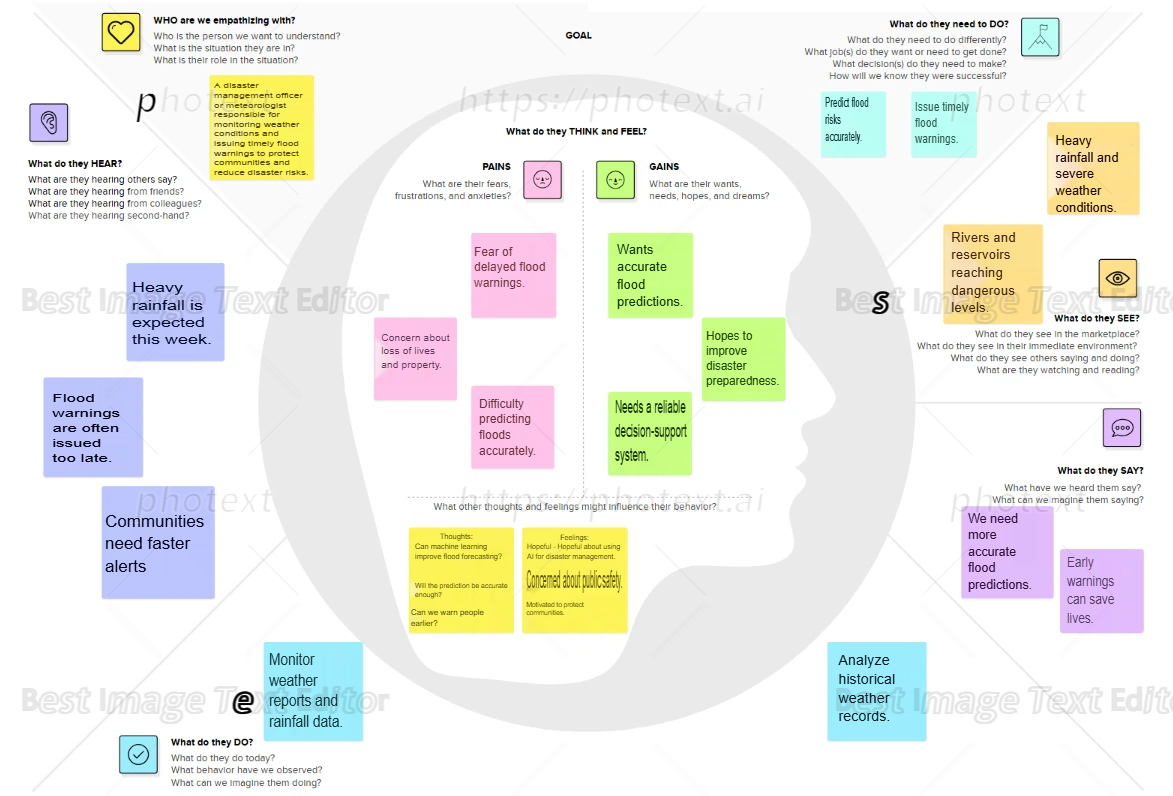 WHO are we empathizing with?
Who is the person we want to understand?
What is the situation they are in?
What is their role in the situation?
A disaster
management officer
or meteorologist
responsible for
monitoring weather
conditions and
issuing timely flood
warnings to protect
communities and
reduce disaster risks.
GOAL
What do they need to DO?
What do they need to do differently?
What job(s) do they want or need to get done?
What decision(s) do they need to make?
How will we know they were successful?
Predict flood
risks
accurately.
Issue timely
flood
warnings.
What do they HEAR?
What are they hearing others say?
What are they hearing from friends?
What are they hearing from colleagues?
What are they hearing second-hand?
Heavy
rainfall is
expected
this week.
Flood
warnings
are often
issued
too late.
Communities
need faster
alerts
What do they THINK and FEEL?
PAINS
What are their fears,
frustrations, and anxieties?
GAINS
What are their wants,
needs, hopes, and dreams?
Fear of
delayed flood
warnings.
Concern about
loss of lives
and property.
Difficulty
predicting
floods
accurately.
Wants
accurate
flood
predictions.
Hopes to
improve
disaster
preparedness.
Needs a reliable
decision-support
system.
What other thoughts and feelings might influence their behavior?
Thoughts:
Can machine learning
improve flood forecasting?
Will the prediction be accurate
enough?
Can we warn people
earlier?
Feelings:
Hopeful - Hopeful about using
AI for disaster management.
Concerned about public safety.
Motivated to protect
communities.
Heavy
rainfall and
severe
weather
conditions.
Rivers and
reservoirs
reaching
dangerous
levels.
What do they SEE?
What do they see in the marketplace?
What do they see in their immediate environment?
What do they see others saying and doing?
What are they watching and reading?
What do they SAY?
What have we heard them say?
What can we imagine them saying?
We need
more
accurate
flood
predictions.
Early
warnings
can save
lives.
Monitor
weather
reports and
rainfall data.
Analyze
historical
weather
records.
What do they DO?
What do they do today?
What behavior have we observed?
What can we imagine them doing?
photext
https://photext.ai
photext
Best Image Text Editor
Best Image Text Editor
photext
https://photext.ai
photext
Best Image Text Editor
Best Image Text Editor